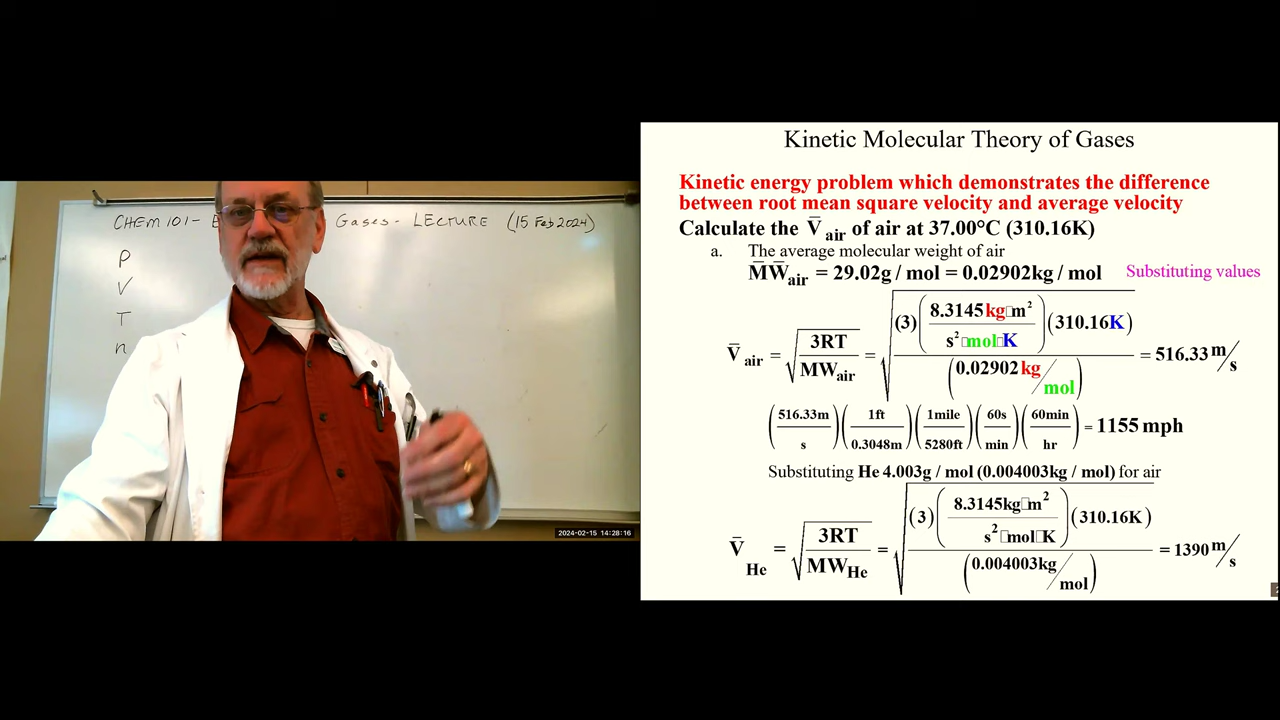 CHEM 101- E
Gases- LECTURE (15 Feb 2024)
P
V
T
n
2024-02-15 14:28:16
Kinetic Molecular Theory of Gases
Kinetic energy problem which demonstrates the difference
between root mean square velocity and average velocity
Calculate the V̄ air of air at 37.00°C (310.16K)
a. The average molecular weight of air
M̄W̄air = 29.02g / mol = 0.02902kg / mol Substituting values
V̄ air = √(3RT / MWair) = √((3)(8.3145kg□m² / s²□mol□K)(310.16K) / (0.02902kg/mol)) = 516.33 m/s
(516.33m / s)(1ft / 0.3048m)(1mile / 5280ft)(60s / min)(60min / hr) = 1155 mph
Substituting He 4.003g / mol (0.004003kg / mol) for air
V̄ He = √(3RT / MWHe) = √((3)(8.3145kg□m² / s²□mol□K)(310.16K) / (0.004003kg/mol)) = 1390 m/s